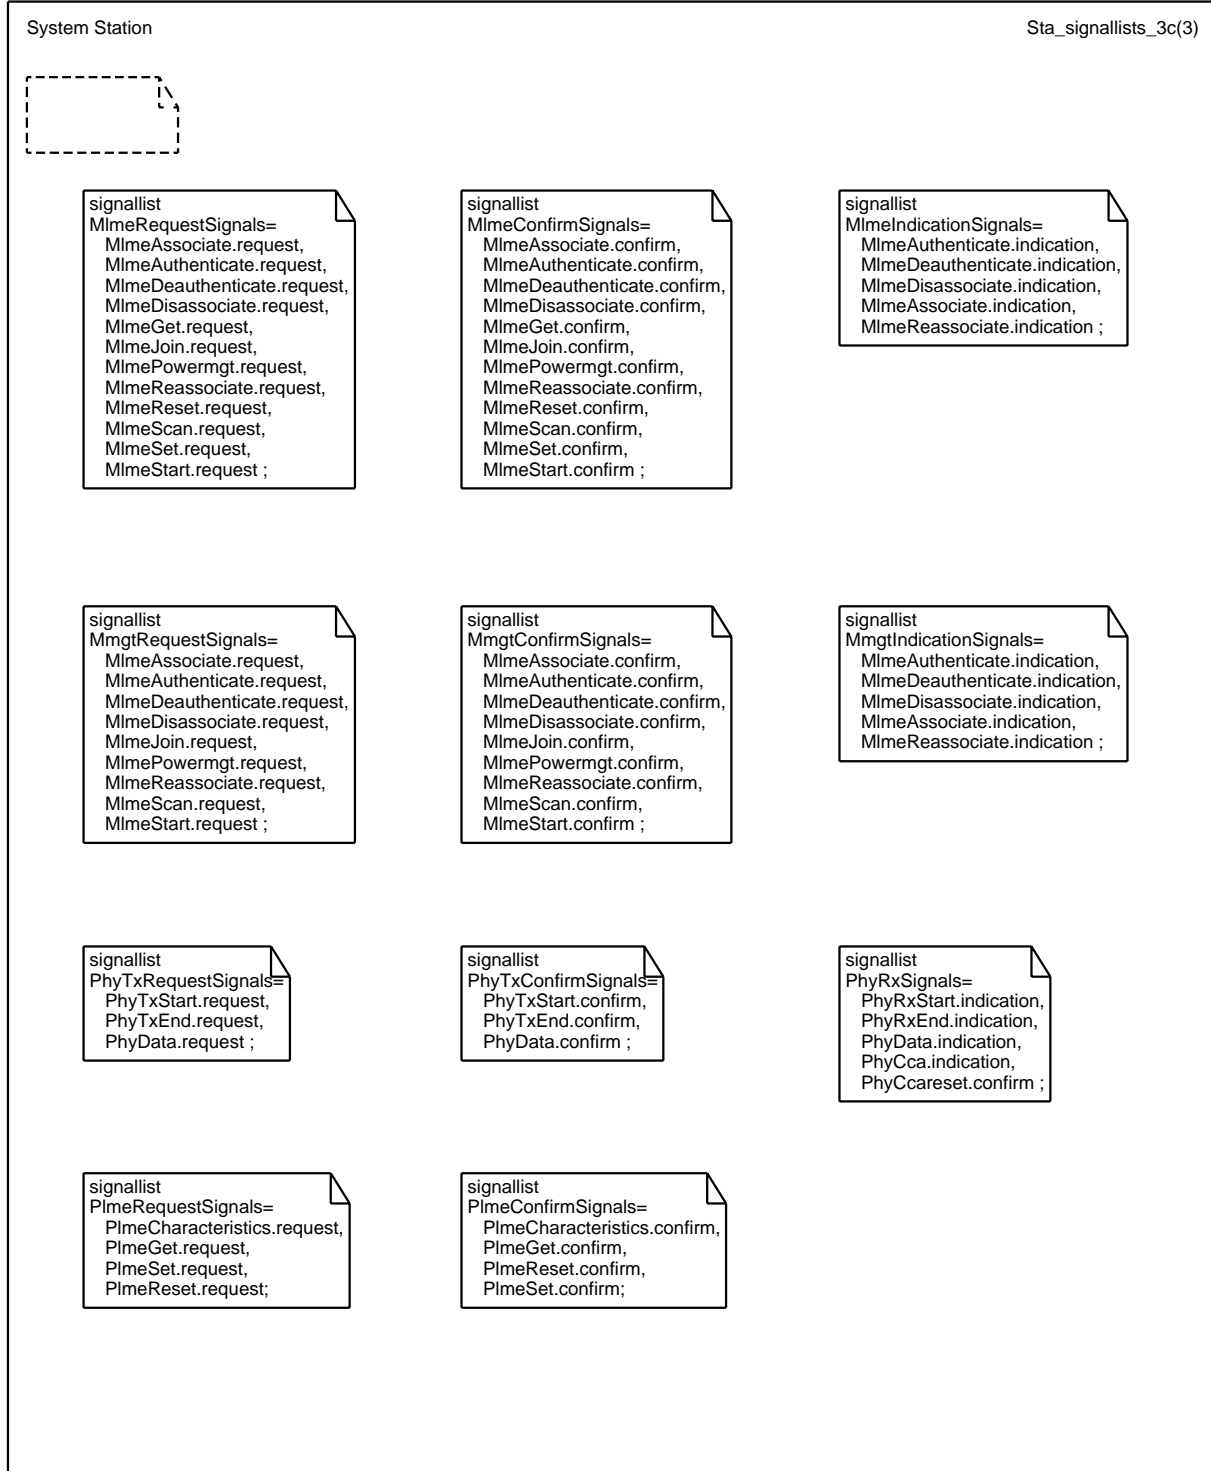 System Station
Sta_signallists_3c(3)
signallist
MlmeRequestSignals=
MlmeAssociate.request,
MlmeAuthenticate.request,
MlmeDeauthenticate.request,
MlmeDisassociate.request,
MlmeGet.request,
MlmeJoin.request,
MlmePowermgt.request,
MlmeReassociate.request,
MlmeReset.request,
MlmeScan.request,
MlmeSet.request,
MlmeStart.request ;
signallist
MlmeConfirmSignals=
MlmeAssociate.confirm,
MlmeAuthenticate.confirm,
MlmeDeauthenticate.confirm,
MlmeDisassociate.confirm,
MlmeGet.confirm,
MlmeJoin.confirm,
MlmePowermgt.confirm,
MlmeReassociate.confirm,
MlmeReset.confirm,
MlmeScan.confirm,
MlmeSet.confirm,
MlmeStart.confirm ;
signallist
MlmeIndicationSignals=
MlmeAuthenticate.indication,
MlmeDeauthenticate.indication,
MlmeDisassociate.indication,
MlmeAssociate.indication,
MlmeReassociate.indication ;
signallist
MmgtRequestSignals=
MlmeAssociate.request,
MlmeAuthenticate.request,
MlmeDeauthenticate.request,
MlmeDisassociate.request,
MlmeJoin.request,
MlmePowermgt.request,
MlmeReassociate.request,
MlmeScan.request,
MlmeStart.request ;
signallist
MmgtConfirmSignals=
MlmeAssociate.confirm,
MlmeAuthenticate.confirm,
MlmeDeauthenticate.confirm,
MlmeDisassociate.confirm,
MlmeJoin.confirm,
MlmePowermgt.confirm,
MlmeReassociate.confirm,
MlmeScan.confirm,
MlmeStart.confirm ;
signallist
MmgtIndicationSignals=
MlmeAuthenticate.indication,
MlmeDeauthenticate.indication,
MlmeDisassociate.indication,
MlmeAssociate.indication,
MlmeReassociate.indication ;
signallist
PhyTxRequestSignals=
PhyTxStart.request,
PhyTxEnd.request,
PhyData.request ;
signallist
PhyTxConfirmSignals=
PhyTxStart.confirm,
PhyTxEnd.confirm,
PhyData.confirm ;
signallist
PhyRxSignals=
PhyRxStart.indication,
PhyRxEnd.indication,
PhyData.indication,
PhyCca.indication,
PhyCcareset.confirm ;
signallist
PlmeRequestSignals=
PlmeCharacteristics.request,
PlmeGet.request,
PlmeSet.request,
PlmeReset.request;
signallist
PlmeConfirmSignals=
PlmeCharacteristics.confirm,
PlmeGet.confirm,
PlmeReset.confirm,
PlmeSet.confirm;